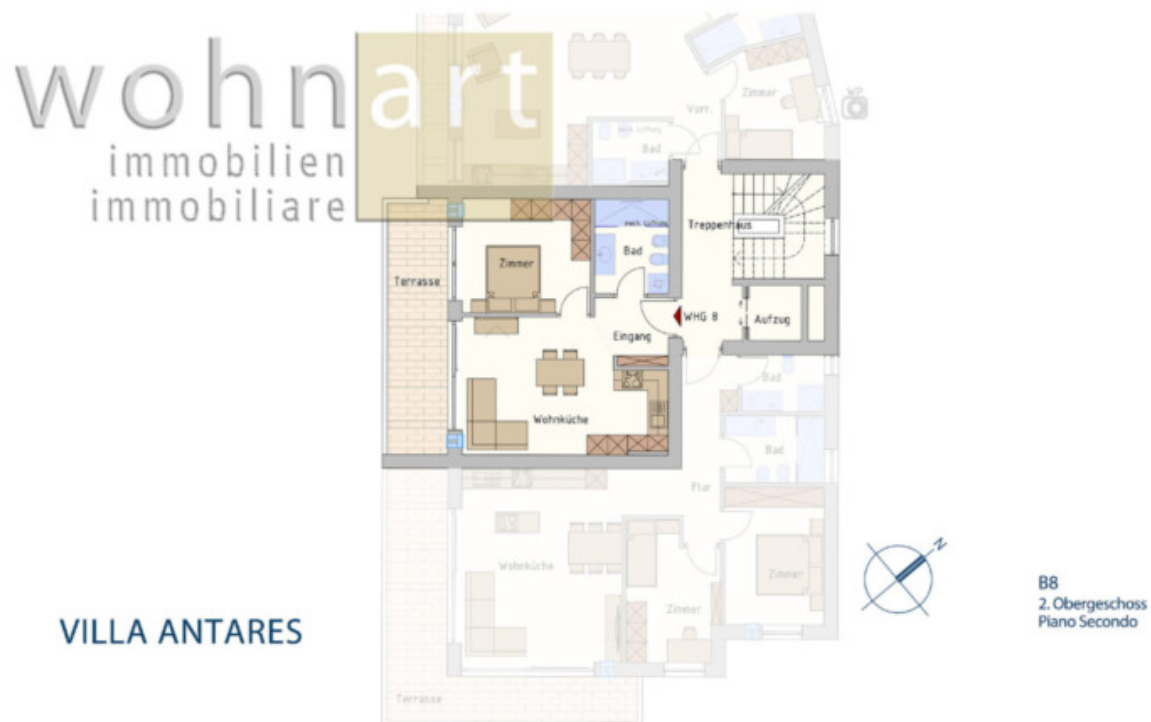 wohnart
immobilien
immobiliare
Zimmer
WP
Vorr.
Bad
Treppenhaus
Bad
Zimmer
Terrasse
WHG 8
Aufzug
Eingang
Bad
Wohnküche
Bad
Flur
Wohnküche
Zimmer
Zimmer
Terrasse
N
B8
2. Obergeschoss
Piano Secondo
VILLA ANTARES